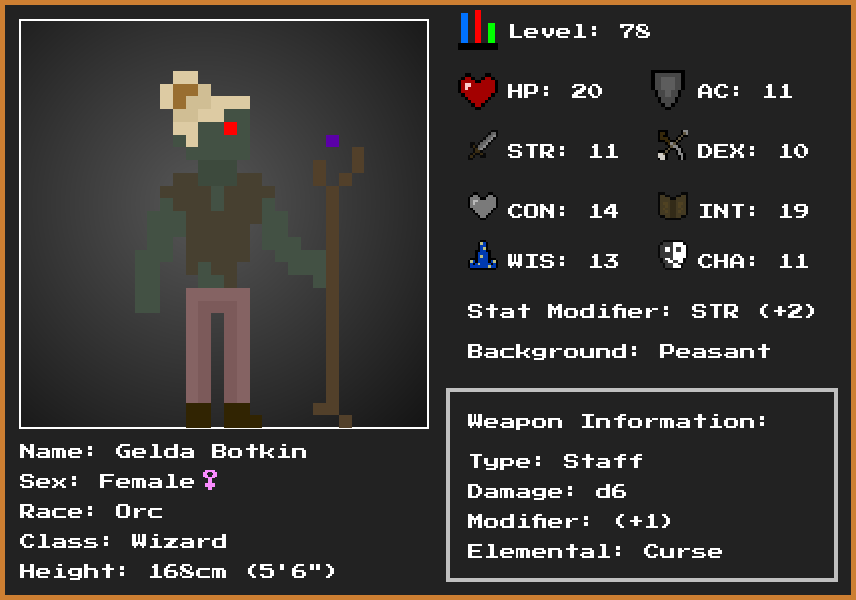 Level: 78
HP: 20
AC: 11
STR: 11
DEX: 10
CON: 14
INT: 19
WIS: 13
CHA: 11
Stat Modifier: STR (+2)
Background: Peasant
Weapon Information:
Type: Staff
Damage: d6
Modifier: (+1)
Elemental: Curse
Name: Gelda Botkin
Sex: Female♀
Race: Orc
Class: Wizard
Height: 168cm (5'6")